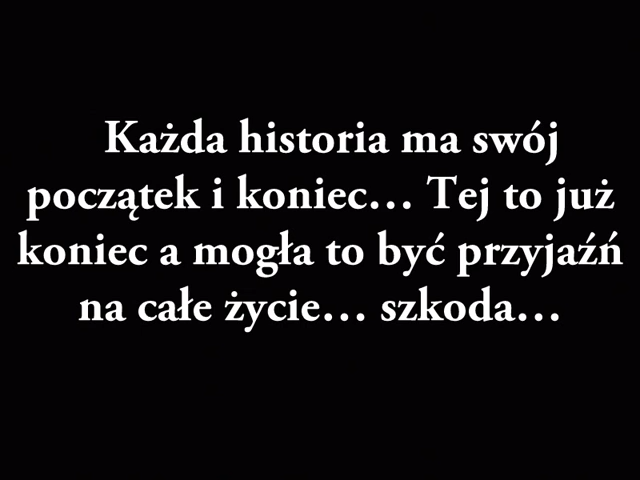 Każda historia ma swój
początek i koniec... Tej to już
koniec a mogła to być przyjaźń
na całe życie... szkoda...